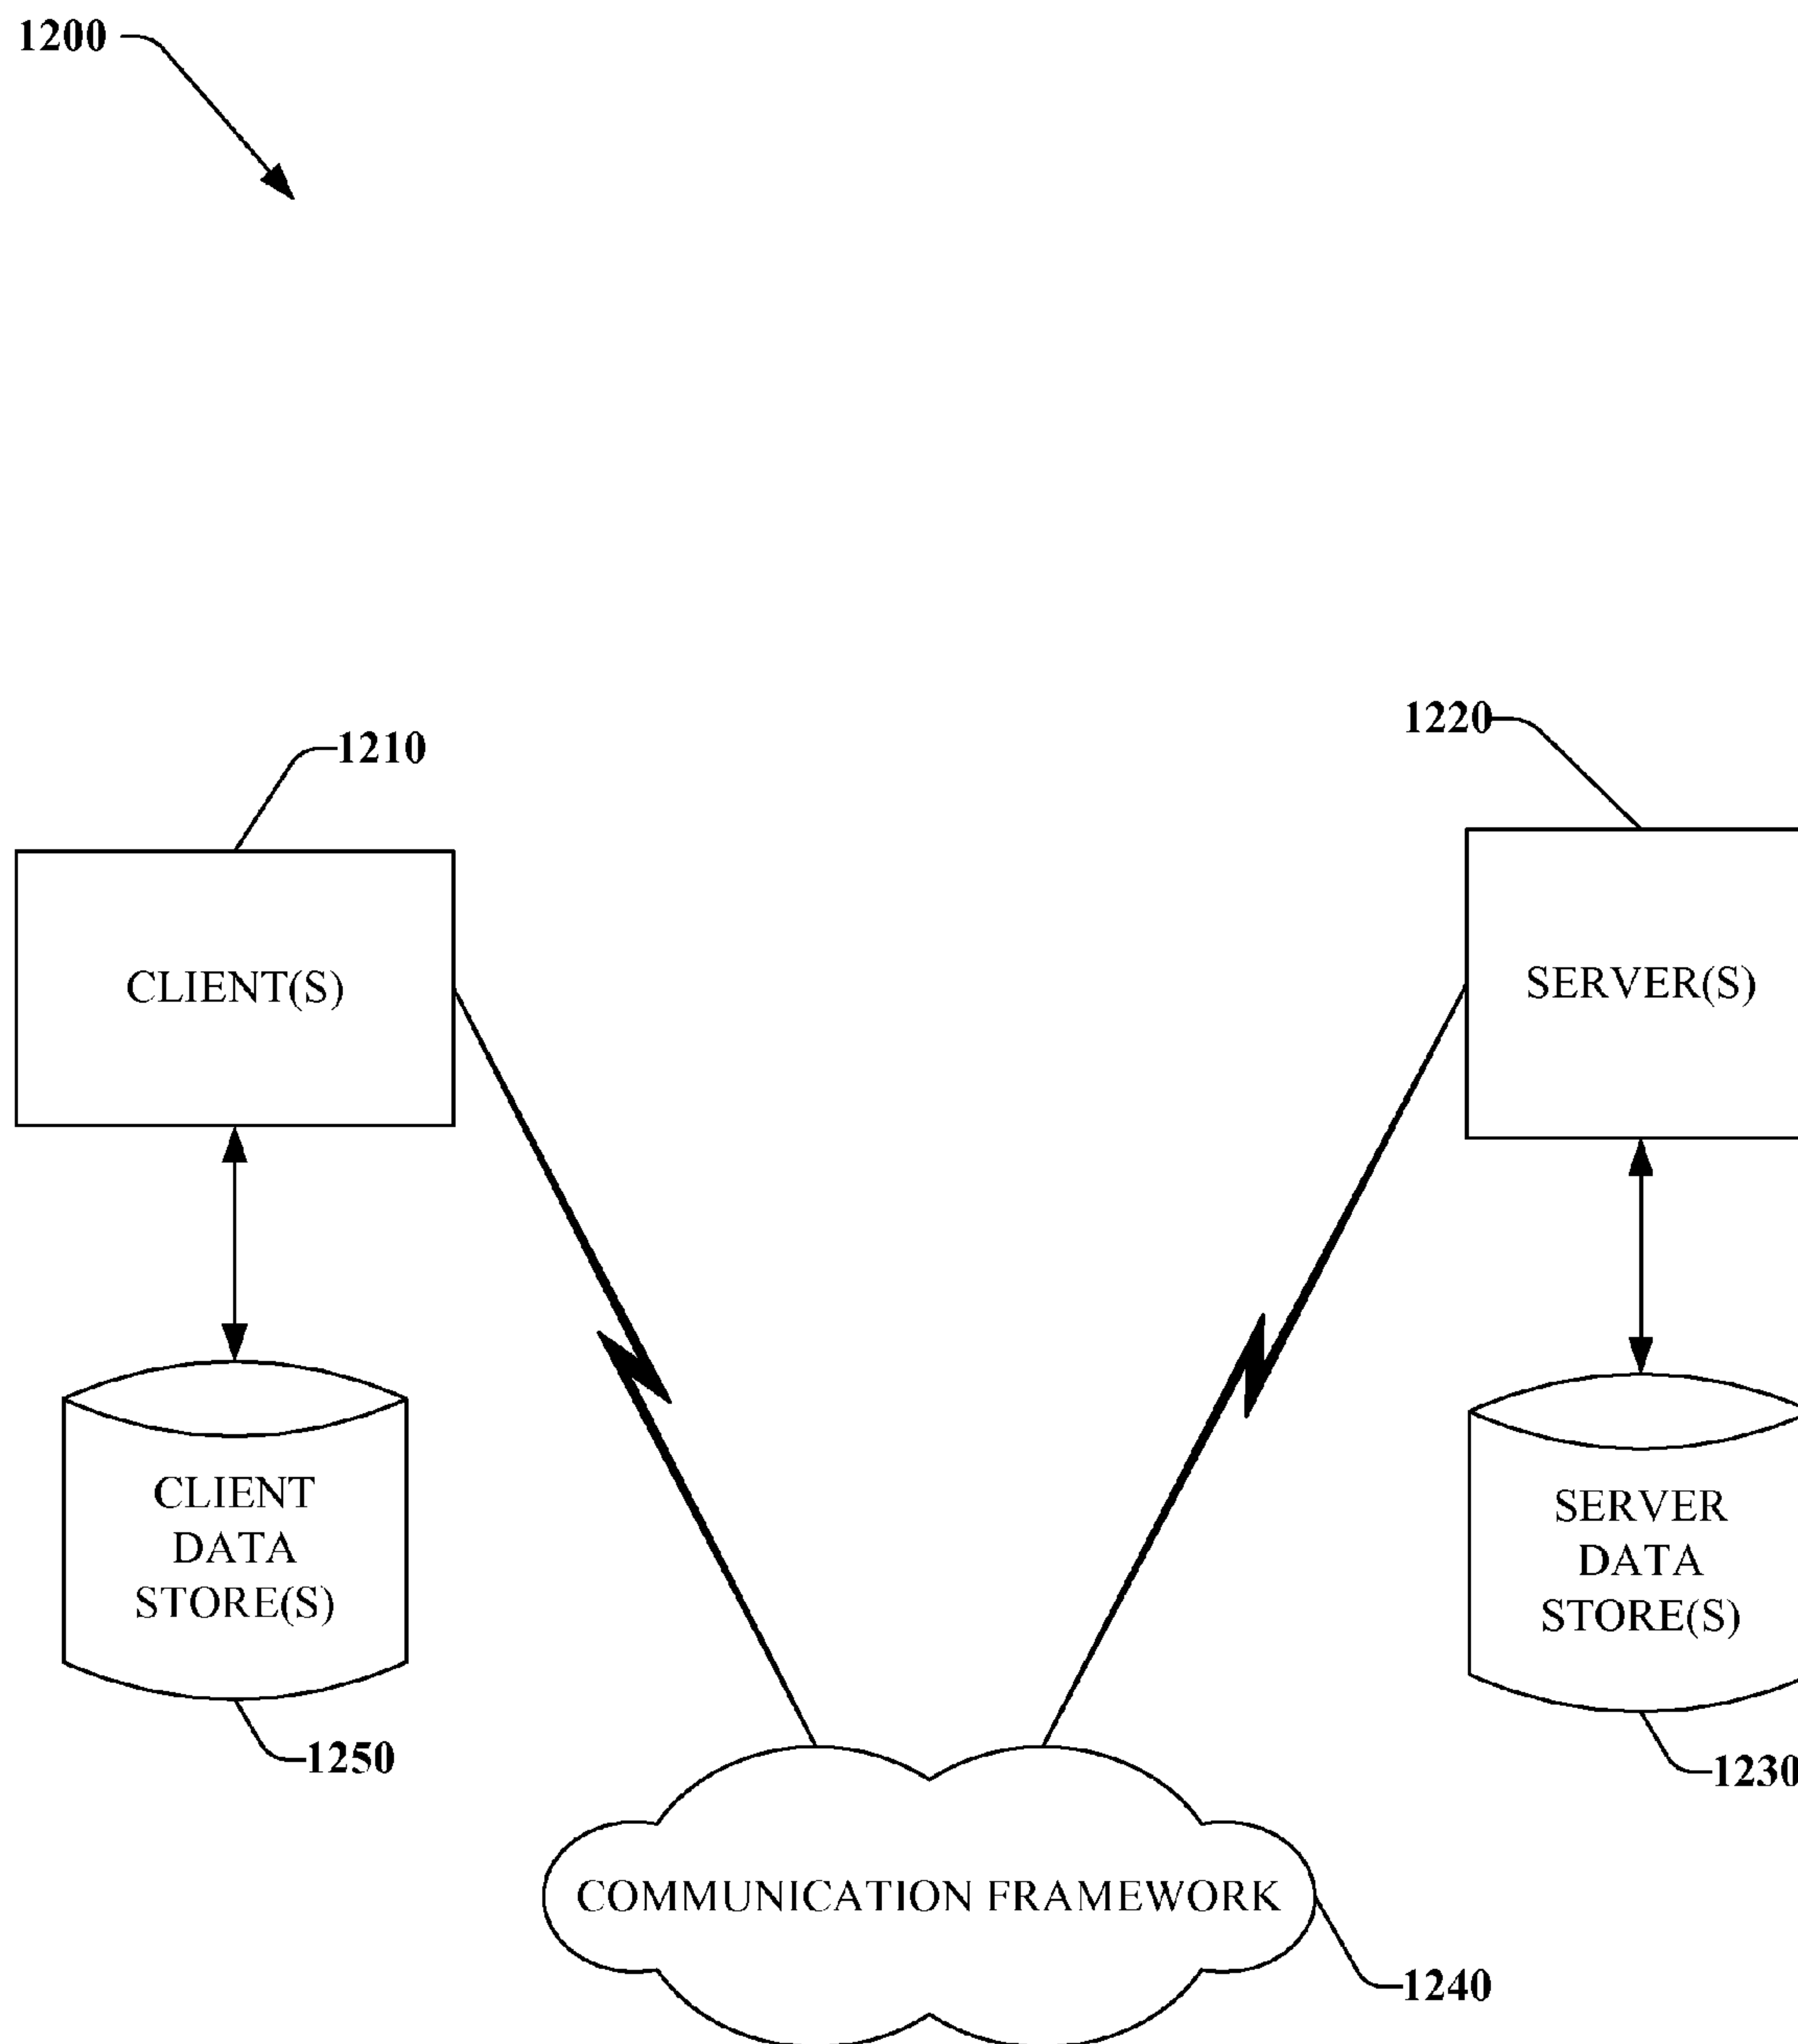 1200
1210
1220
CLIENT(S)
SERVER(S)
CLIENT
DATA
STORE(S)
SERVER
DATA
STORE(S)
1250
1230
COMMUNICATION FRAMEWORK
1240